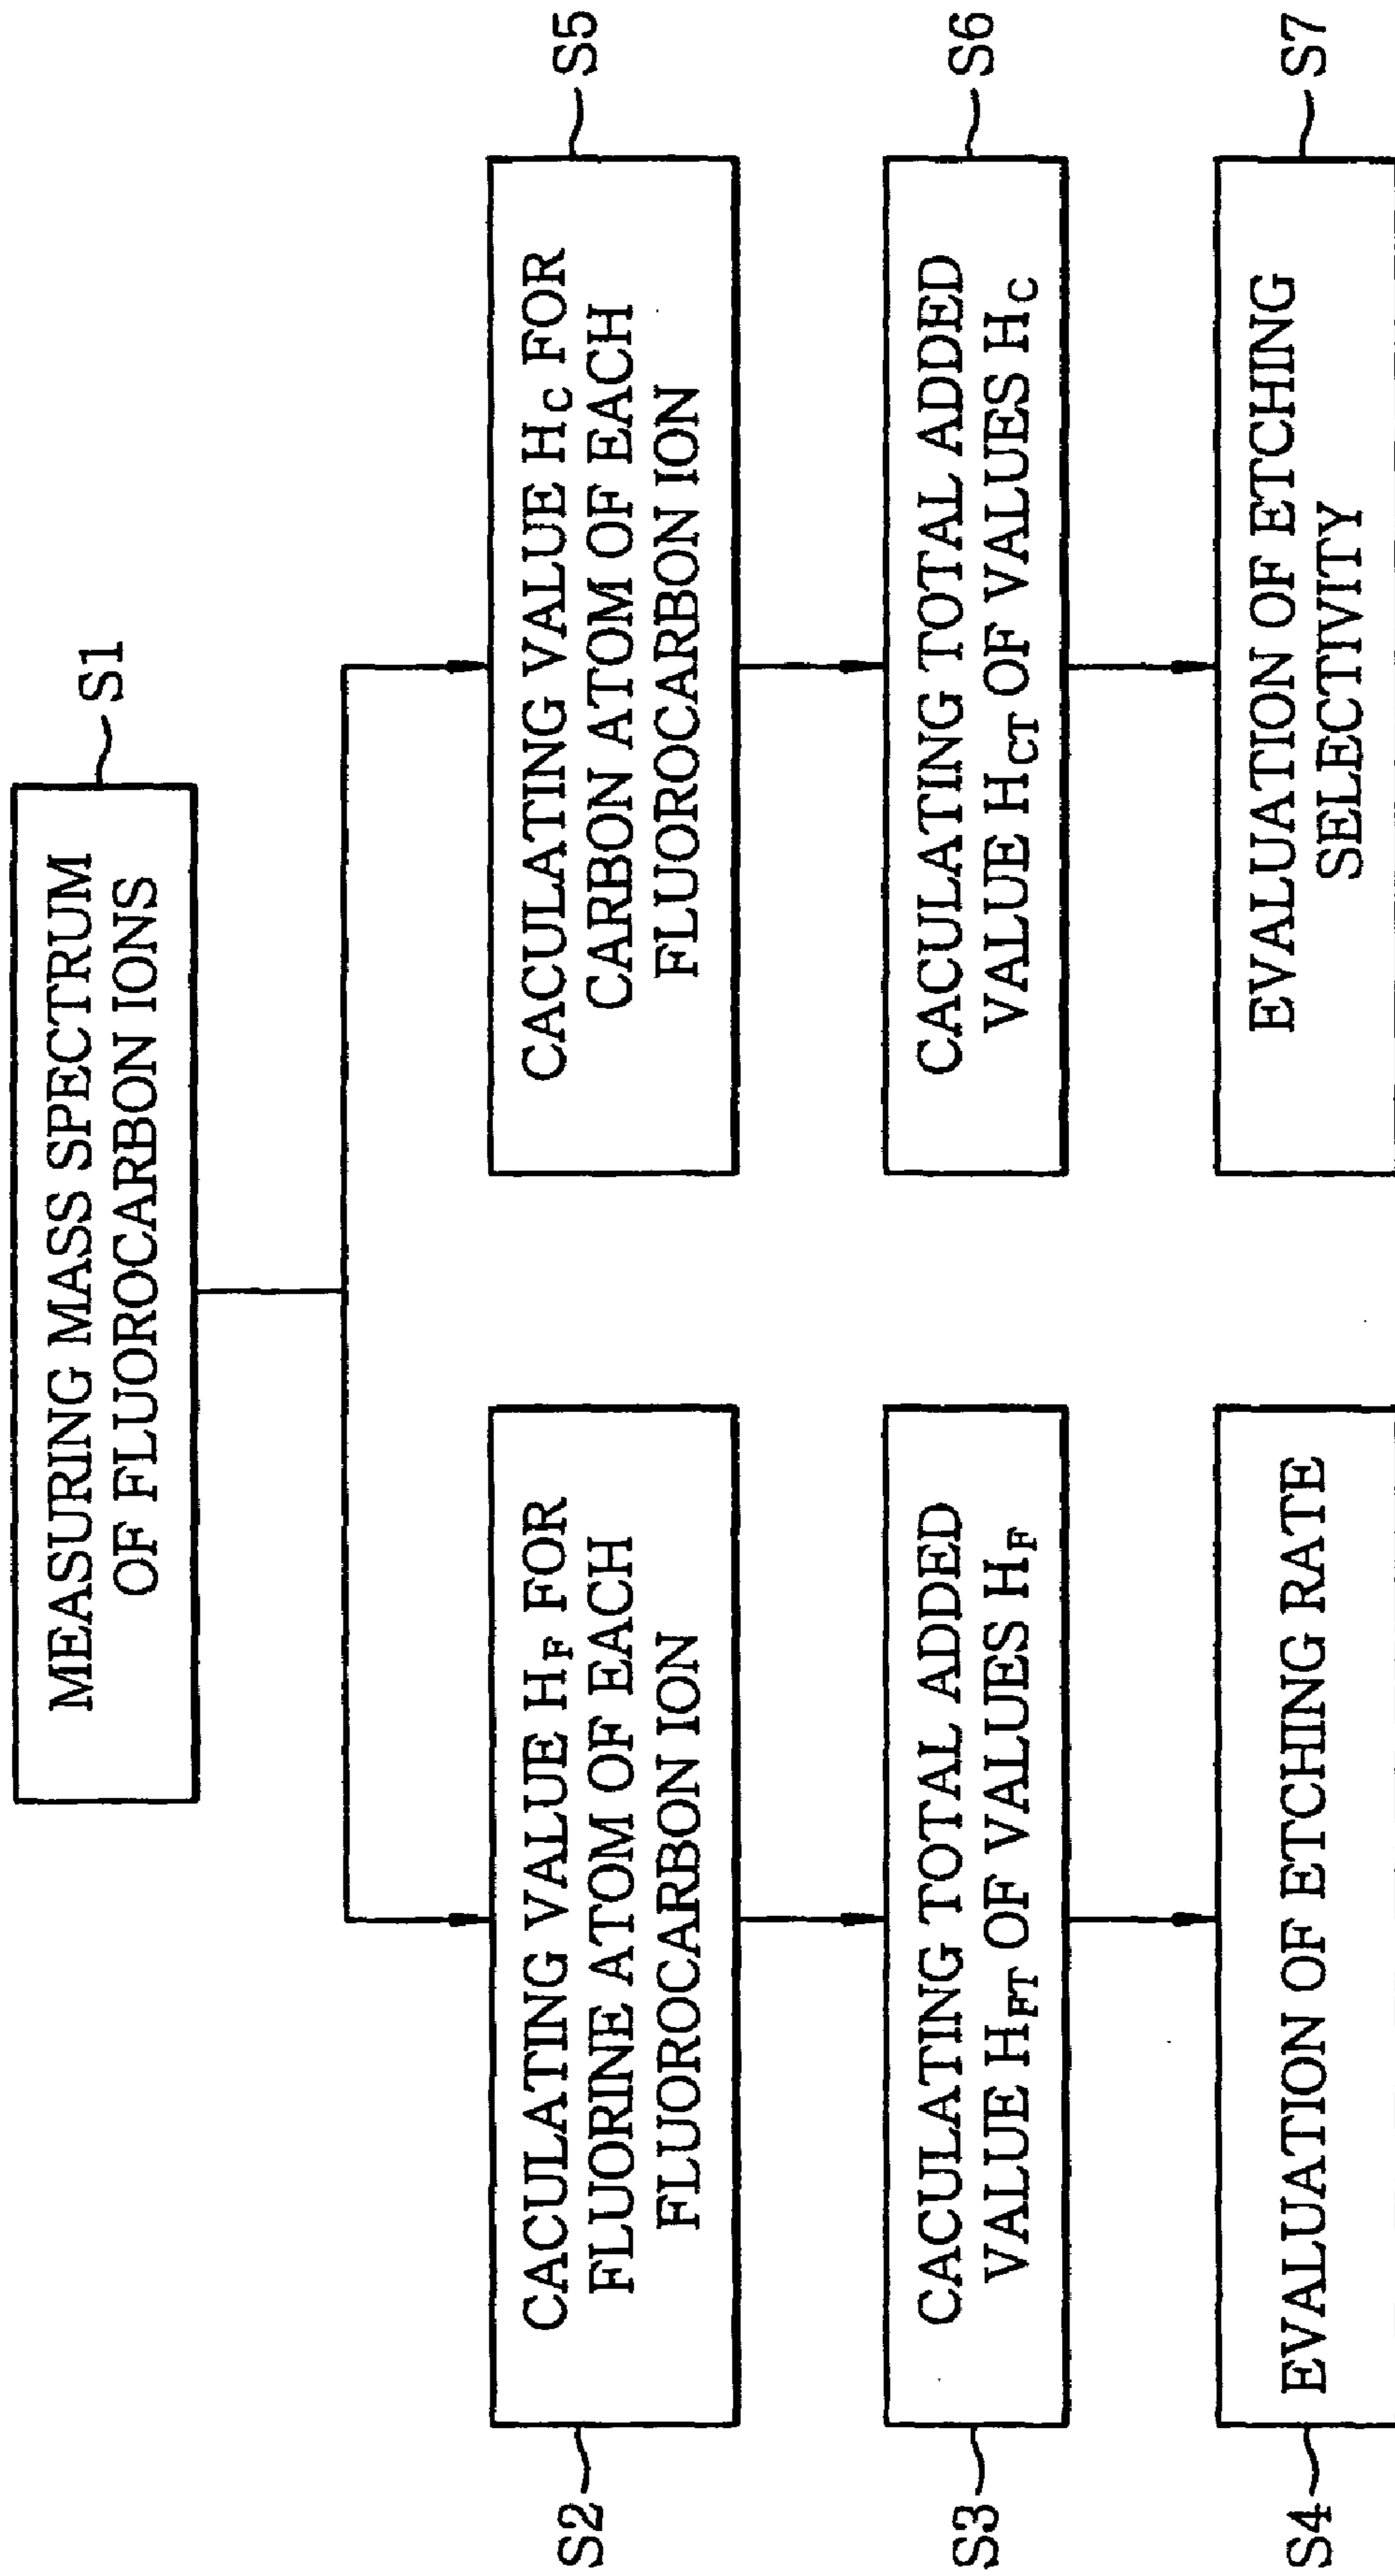 MEASURING MASS SPECTRUM
OF FLUOROCARBON IONS
S1
S2
CACULATING VALUE HF FOR
FLUORINE ATOM OF EACH
FLUOROCARBON ION
S3
CACULATING TOTAL ADDED
VALUE HFT OF VALUES HF
S4
EVALUATION OF ETCHING RATE
CACULATING VALUE HC FOR
CARBON ATOM OF EACH
FLUOROCARBON ION
S5
CACULATING TOTAL ADDED
VALUE HCT OF VALUES HC
S6
EVALUATION OF ETCHING
SELECTIVITY
S7